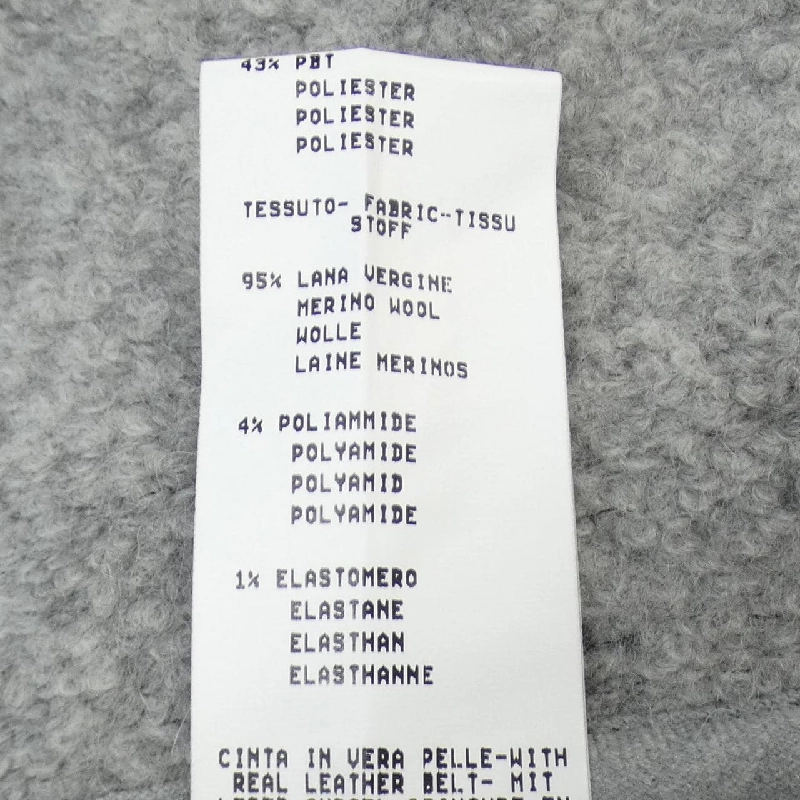 43% PBT
POLIESTER
POLIESTER
POLIESTER
TESSUTO- FABRIC-TISSU
STOFF
95% LANA VERGINE
MERINO WOOL
WOLLE
LAINE MERINOS
4% POLIAMMIDE
POLYAMIDE
POLYAMID
POLYAMIDE
1% ELASTOMERO
ELASTANE
ELASTHAN
ELASTHANNE
CINTA IN VERA PELLE-WITH
REAL LEATHER BELT- MIT